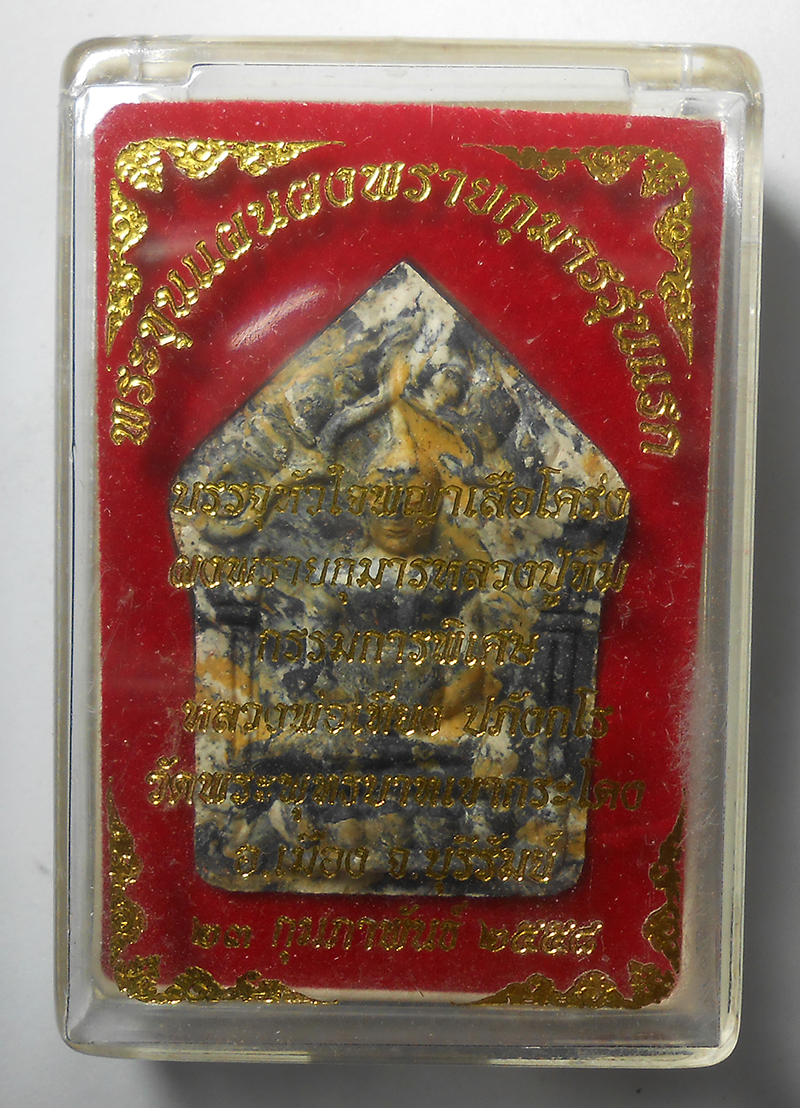 พระขุนแผนผงพรายกุมารรุ่นแรก
บรรจุหัวใจพญาเสือโคร่ง
ผงพรายกุมารหลวงปู่ทิม
กรรมการพิเศษ
หลวงพ่อเที่ยง ปภังกโร
วัดพระพุทธบาทเขากระโดง
อ.เมือง จ.บุรีรัมย์
๒๓ กุมภาพันธ์ ๒๕๕๘